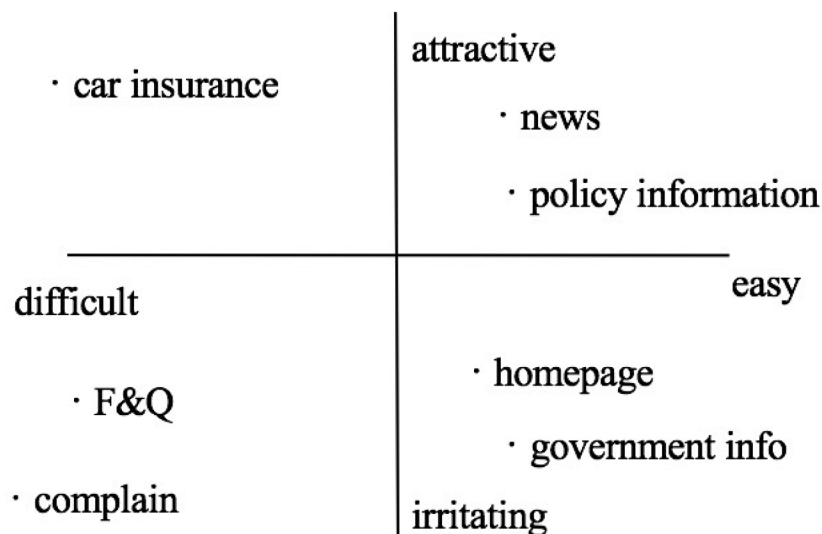 attractive
· car insurance
· news
· policy information
easy
difficult
· homepage
· F&Q
· government info
· complain
irritating